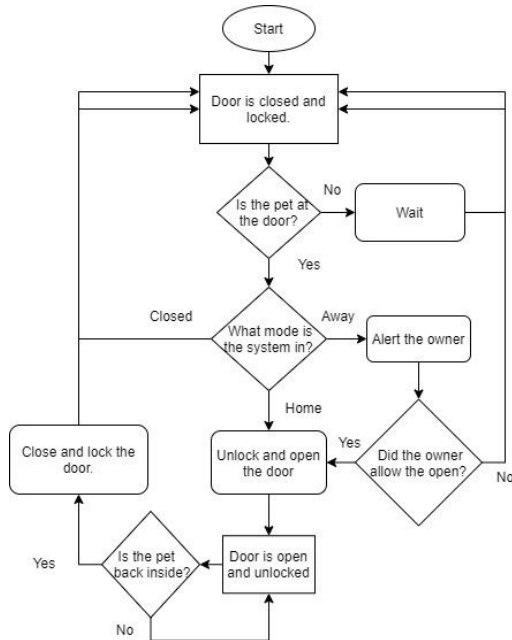 Start
Door is closed and
locked.
No
Is the pet at
the door?
Wait
Yes
Closed
What mode is
the system in?
Away
Alert the owner
Home
Close and lock the
door.
Unlock and open
the door
Yes
Did the owner
allow the open?
No
Yes
Is the pet
back inside?
Door is open
and unlocked
No